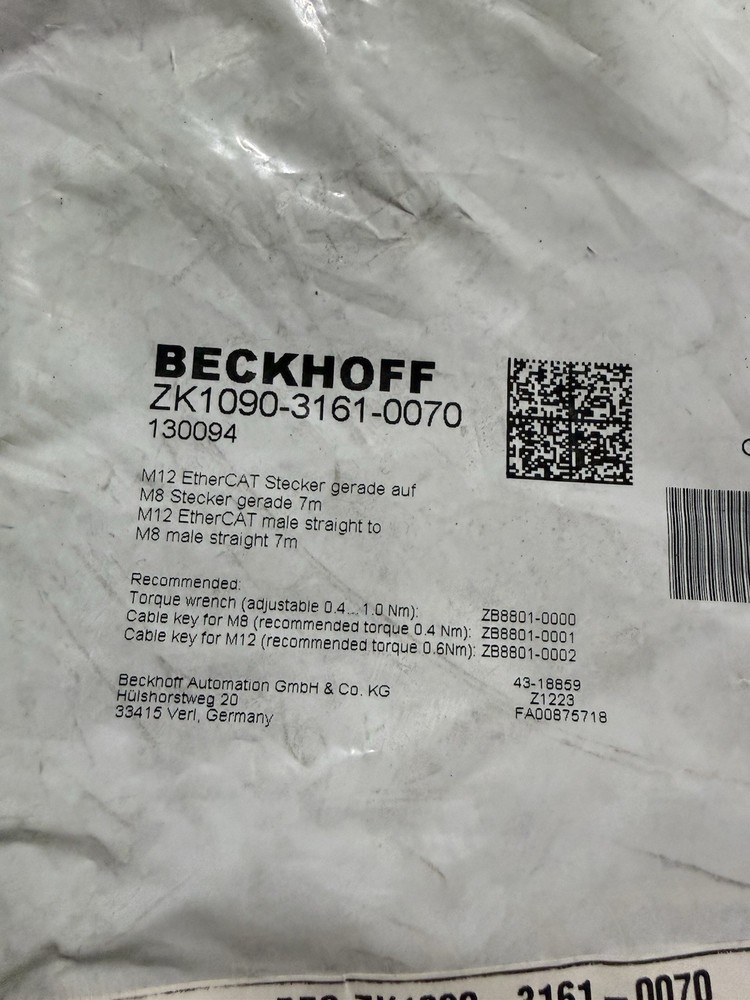 BECKHOFF
ZK1090-3161-0070
130094
M12 EtherCAT Stecker gerade auf
M8 Stecker gerade 7m
M12 EtherCAT male straight to
M8 male straight 7m
Recommended:
Torque wrench (adjustable 0.4...1.0 Nm): ZB8801-0000
Cable key for M8 (recommended torque 0.4 Nm): ZB8801-0001
Cable key for M12 (recommended torque 0.6Nm): ZB8801-0002
Beckhoff Automation GmbH & Co. KG
Hülshorstweg 20
33415 Verl, Germany
43-18859
Z1223
FA00875718
3161-0070